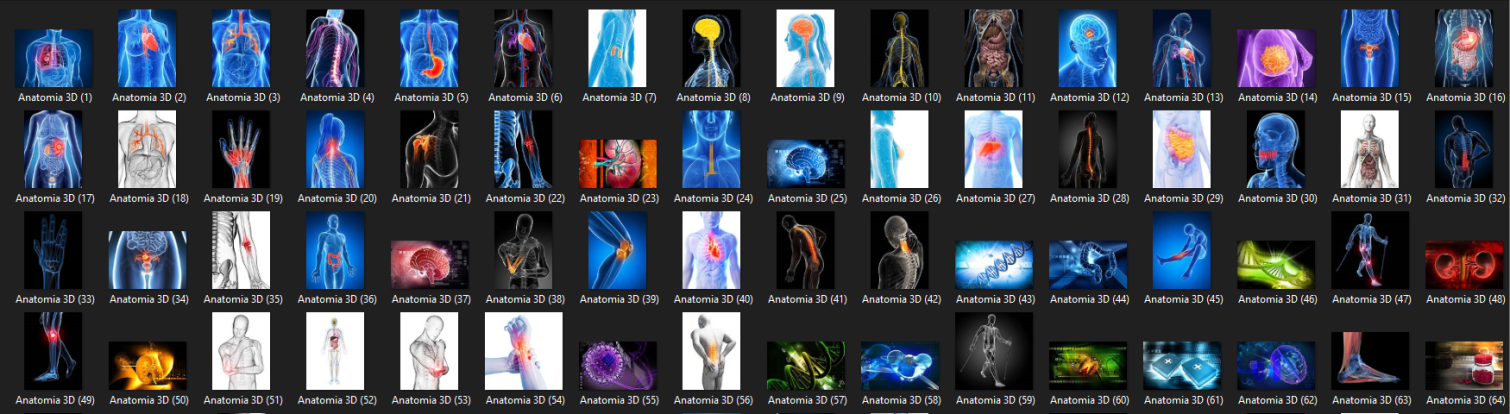 Anatomia 3D (1) Anatomia 3D (2) Anatomia 3D (3) Anatomia 3D (4) Anatomia 3D (5) Anatomia 3D (6) Anatomia 3D (7) Anatomia 3D (8) Anatomia 3D (9) Anatomia 3D (10) Anatomia 3D (11) Anatomia 3D (12) Anatomia 3D (13) Anatomia 3D (14) Anatomia 3D (15) Anatomia 3D (16)
Anatomia 3D (17) Anatomia 3D (18) Anatomia 3D (19) Anatomia 3D (20) Anatomia 3D (21) Anatomia 3D (22) Anatomia 3D (23) Anatomia 3D (24) Anatomia 3D (25) Anatomia 3D (26) Anatomia 3D (27) Anatomia 3D (28) Anatomia 3D (29) Anatomia 3D (30) Anatomia 3D (31) Anatomia 3D (32)
Anatomia 3D (33) Anatomia 3D (34) Anatomia 3D (35) Anatomia 3D (36) Anatomia 3D (37) Anatomia 3D (38) Anatomia 3D (39) Anatomia 3D (40) Anatomia 3D (41) Anatomia 3D (42) Anatomia 3D (43) Anatomia 3D (44) Anatomia 3D (45) Anatomia 3D (46) Anatomia 3D (47) Anatomia 3D (48)
Anatomia 3D (49) Anatomia 3D (50) Anatomia 3D (51) Anatomia 3D (52) Anatomia 3D (53) Anatomia 3D (54) Anatomia 3D (55) Anatomia 3D (56) Anatomia 3D (57) Anatomia 3D (58) Anatomia 3D (59) Anatomia 3D (60) Anatomia 3D (61) Anatomia 3D (62) Anatomia 3D (63) Anatomia 3D (64)